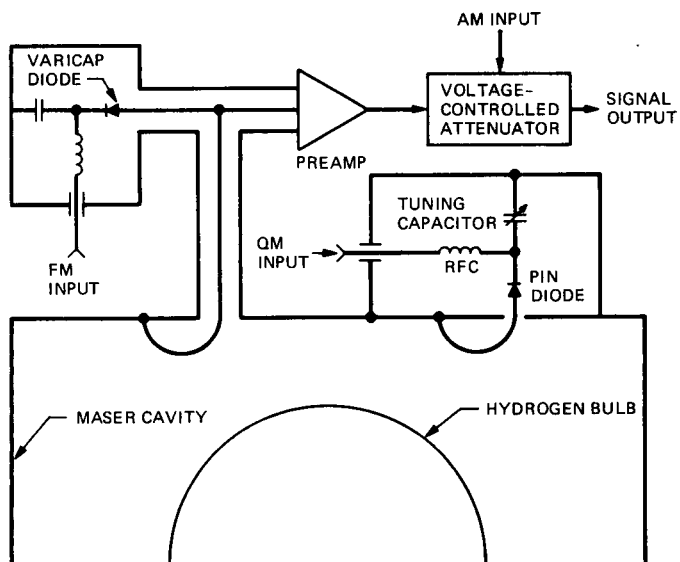 AM INPUT
VARICAP
DIODE
VOLTAGE-
CONTROLLED
ATTENUATOR
SIGNAL
OUTPUT
PREAMP
TUNING
CAPACITOR
QM
INPUT
RFC
PIN
DIODE
FM
INPUT
MASER CAVITY
HYDROGEN BULB